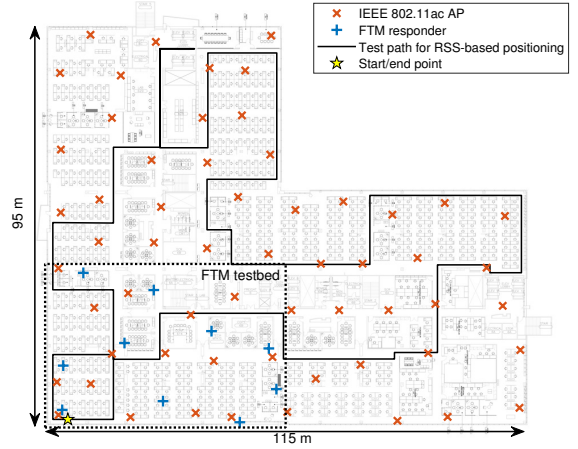 IEEE 802.11ac AP
FTM responder
Test path for RSS-based positioning
Start/end point
95 m
FTM testbed
115 m